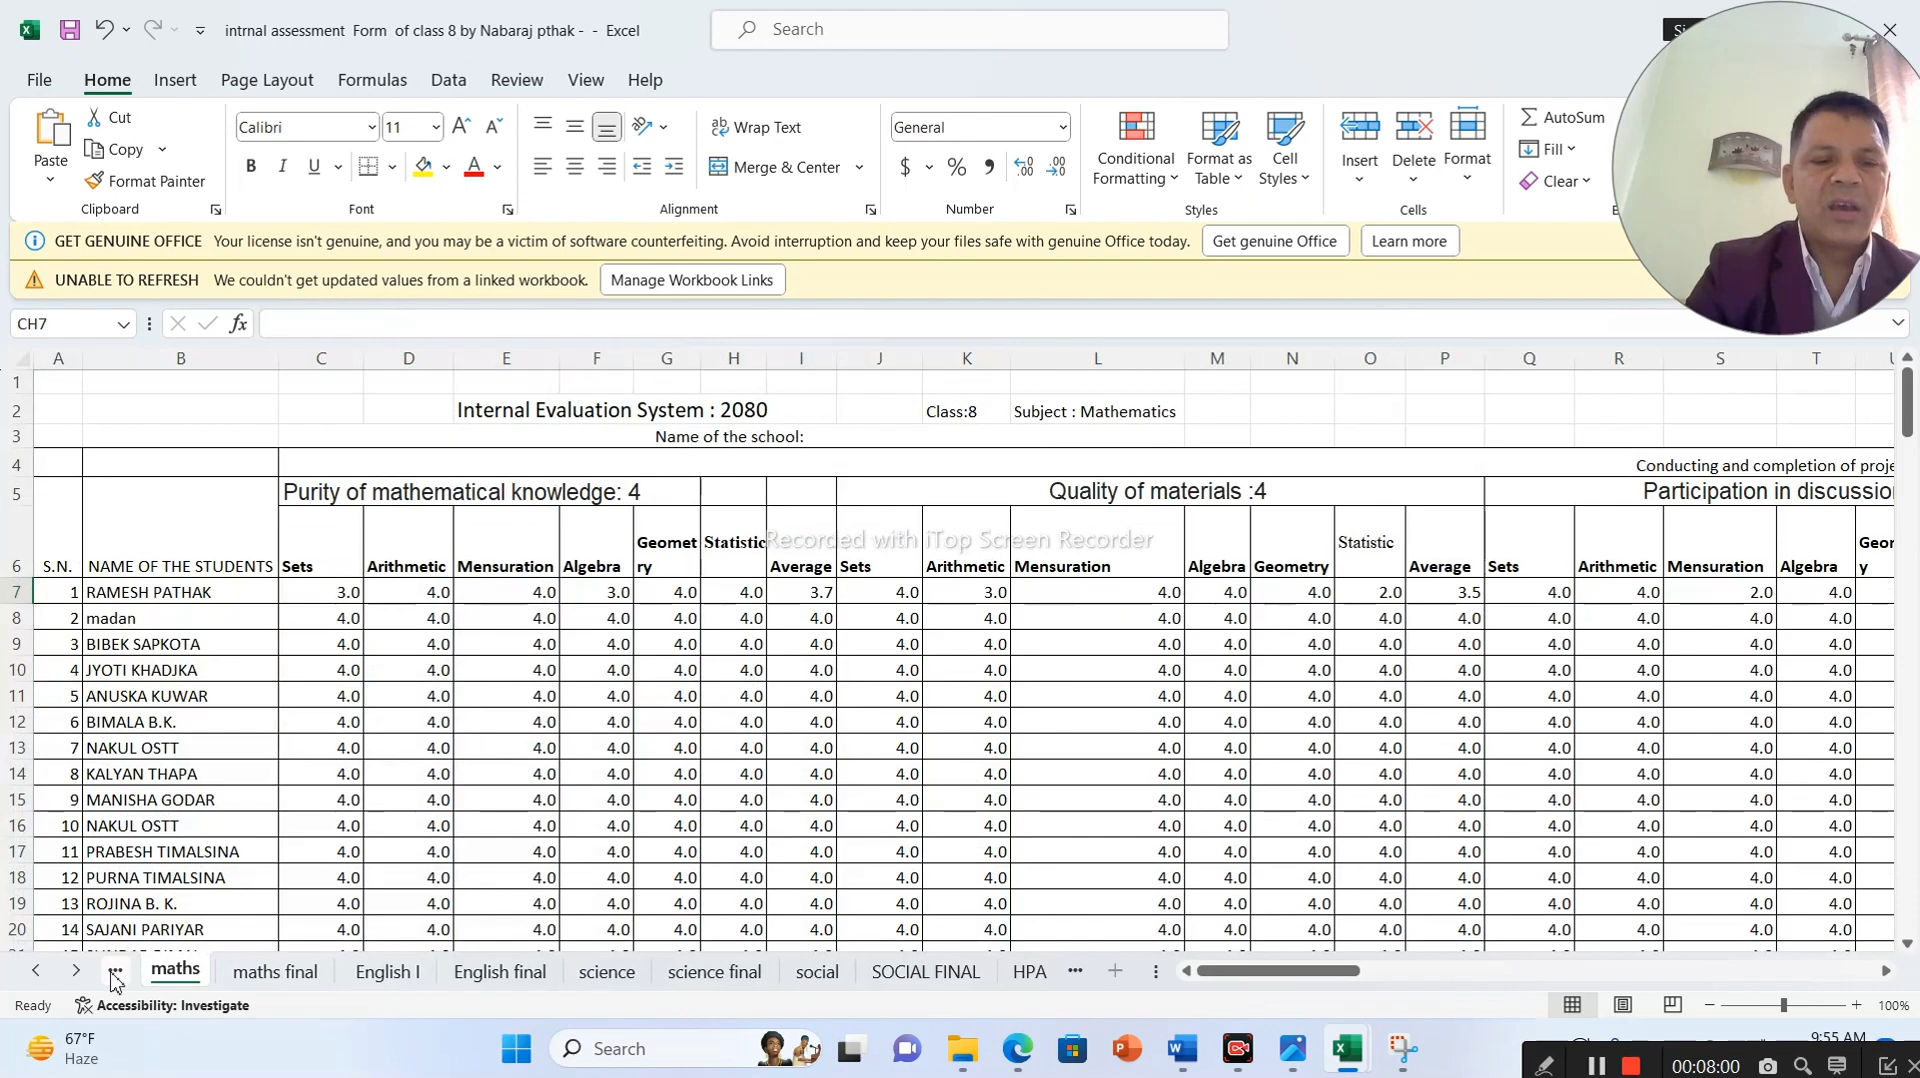 intrnal assessment Form of class 8 by Nabaraj pthak - - Excel
Search
File Home Insert Page Layout Formulas Data Review View Help
Paste Cut Copy Format Painter Clipboard
Calibri 11 B I U Font
Wrap Text Merge & Center Alignment
General $ % Number
Conditional Formatting Format as Table Cell Styles Styles
Insert Delete Format Cells
AutoSum Fill Clear
GET GENUINE OFFICE Your license isn't genuine, and you may be a victim of software counterfeiting. Avoid interruption and keep your files safe with genuine Office today. Get genuine Office Learn more
UNABLE TO REFRESH We couldn't get updated values from a linked workbook. Manage Workbook Links
CH7 fx
A B C D E F G H I J K L M N O P Q R S T
1
2 Internal Evaluation System : 2080 Class:8 Subject : Mathematics
3 Name of the school:
4 Conducting and completion of proje
5 Purity of mathematical knowledge: 4 Quality of materials :4 Participation in discussion
6 S.N. NAME OF THE STUDENTS Sets Arithmetic Mensuration Algebra Geometry Statistic Average Sets Arithmetic Mensuration Algebra Geometry Statistic Average Sets Arithmetic Mensuration Algebra Geor y
7 1 RAMESH PATHAK 3.0 4.0 4.0 3.0 4.0 4.0 3.7 4.0 3.0 4.0 4.0 4.0 2.0 3.5 4.0 4.0 2.0 4.0
8 2 madan 4.0 4.0 4.0 4.0 4.0 4.0 4.0 4.0 4.0 4.0 4.0 4.0 4.0 4.0 4.0 4.0 4.0 4.0
9 3 BIBEK SAPKOTA 4.0 4.0 4.0 4.0 4.0 4.0 4.0 4.0 4.0 4.0 4.0 4.0 4.0 4.0 4.0 4.0 4.0 4.0
10 4 JYOTI KHADJKA 4.0 4.0 4.0 4.0 4.0 4.0 4.0 4.0 4.0 4.0 4.0 4.0 4.0 4.0 4.0 4.0 4.0 4.0
11 5 ANUSKA KUWAR 4.0 4.0 4.0 4.0 4.0 4.0 4.0 4.0 4.0 4.0 4.0 4.0 4.0 4.0 4.0 4.0 4.0 4.0
12 6 BIMALA B.K. 4.0 4.0 4.0 4.0 4.0 4.0 4.0 4.0 4.0 4.0 4.0 4.0 4.0 4.0 4.0 4.0 4.0 4.0
13 7 NAKUL OSTT 4.0 4.0 4.0 4.0 4.0 4.0 4.0 4.0 4.0 4.0 4.0 4.0 4.0 4.0 4.0 4.0 4.0 4.0
14 8 KALYAN THAPA 4.0 4.0 4.0 4.0 4.0 4.0 4.0 4.0 4.0 4.0 4.0 4.0 4.0 4.0 4.0 4.0 4.0 4.0
15 9 MANISHA GODAR 4.0 4.0 4.0 4.0 4.0 4.0 4.0 4.0 4.0 4.0 4.0 4.0 4.0 4.0 4.0 4.0 4.0 4.0
16 10 NAKUL OSTT 4.0 4.0 4.0 4.0 4.0 4.0 4.0 4.0 4.0 4.0 4.0 4.0 4.0 4.0 4.0 4.0 4.0 4.0
17 11 PRABESH TIMALSINA 4.0 4.0 4.0 4.0 4.0 4.0 4.0 4.0 4.0 4.0 4.0 4.0 4.0 4.0 4.0 4.0 4.0 4.0
18 12 PURNA TIMALSINA 4.0 4.0 4.0 4.0 4.0 4.0 4.0 4.0 4.0 4.0 4.0 4.0 4.0 4.0 4.0 4.0 4.0 4.0
19 13 ROJINA B. K. 4.0 4.0 4.0 4.0 4.0 4.0 4.0 4.0 4.0 4.0 4.0 4.0 4.0 4.0 4.0 4.0 4.0 4.0
20 14 SAJANI PARIYAR 4.0 4.0 4.0 4.0 4.0 4.0 4.0 4.0 4.0 4.0 4.0 4.0 4.0 4.0 4.0 4.0 4.0 4.0
Recorded with iTop Screen Recorder
maths maths final English I English final science science final social SOCIAL FINAL HPA
Ready Accessibility: Investigate 100%
67°F
Haze
Search
9:55 AM
00:08:00